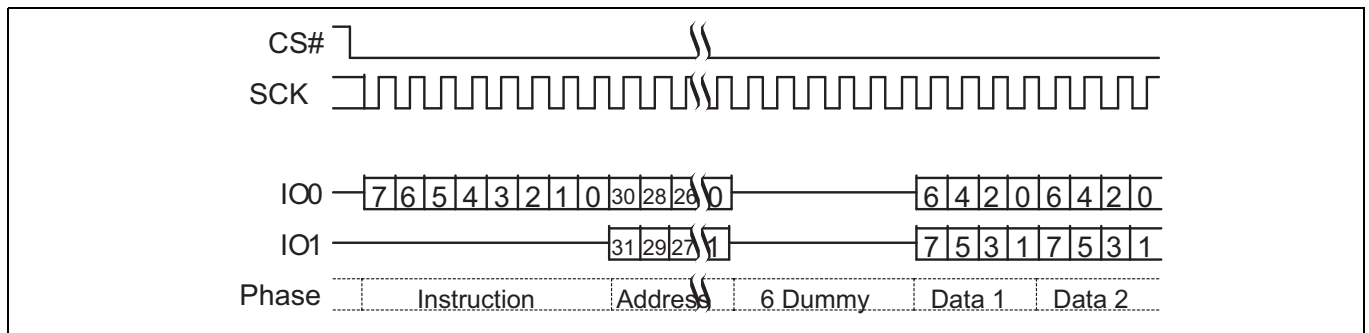 CS#
SCK
IO0 7 6 5 4 3 2 1 0 30 28 26 0 6 4 2 0 6 4 2 0
IO1 31 29 27 1 7 5 3 1 7 5 3 1
Phase Instruction Address 6 Dummy Data 1 Data 2